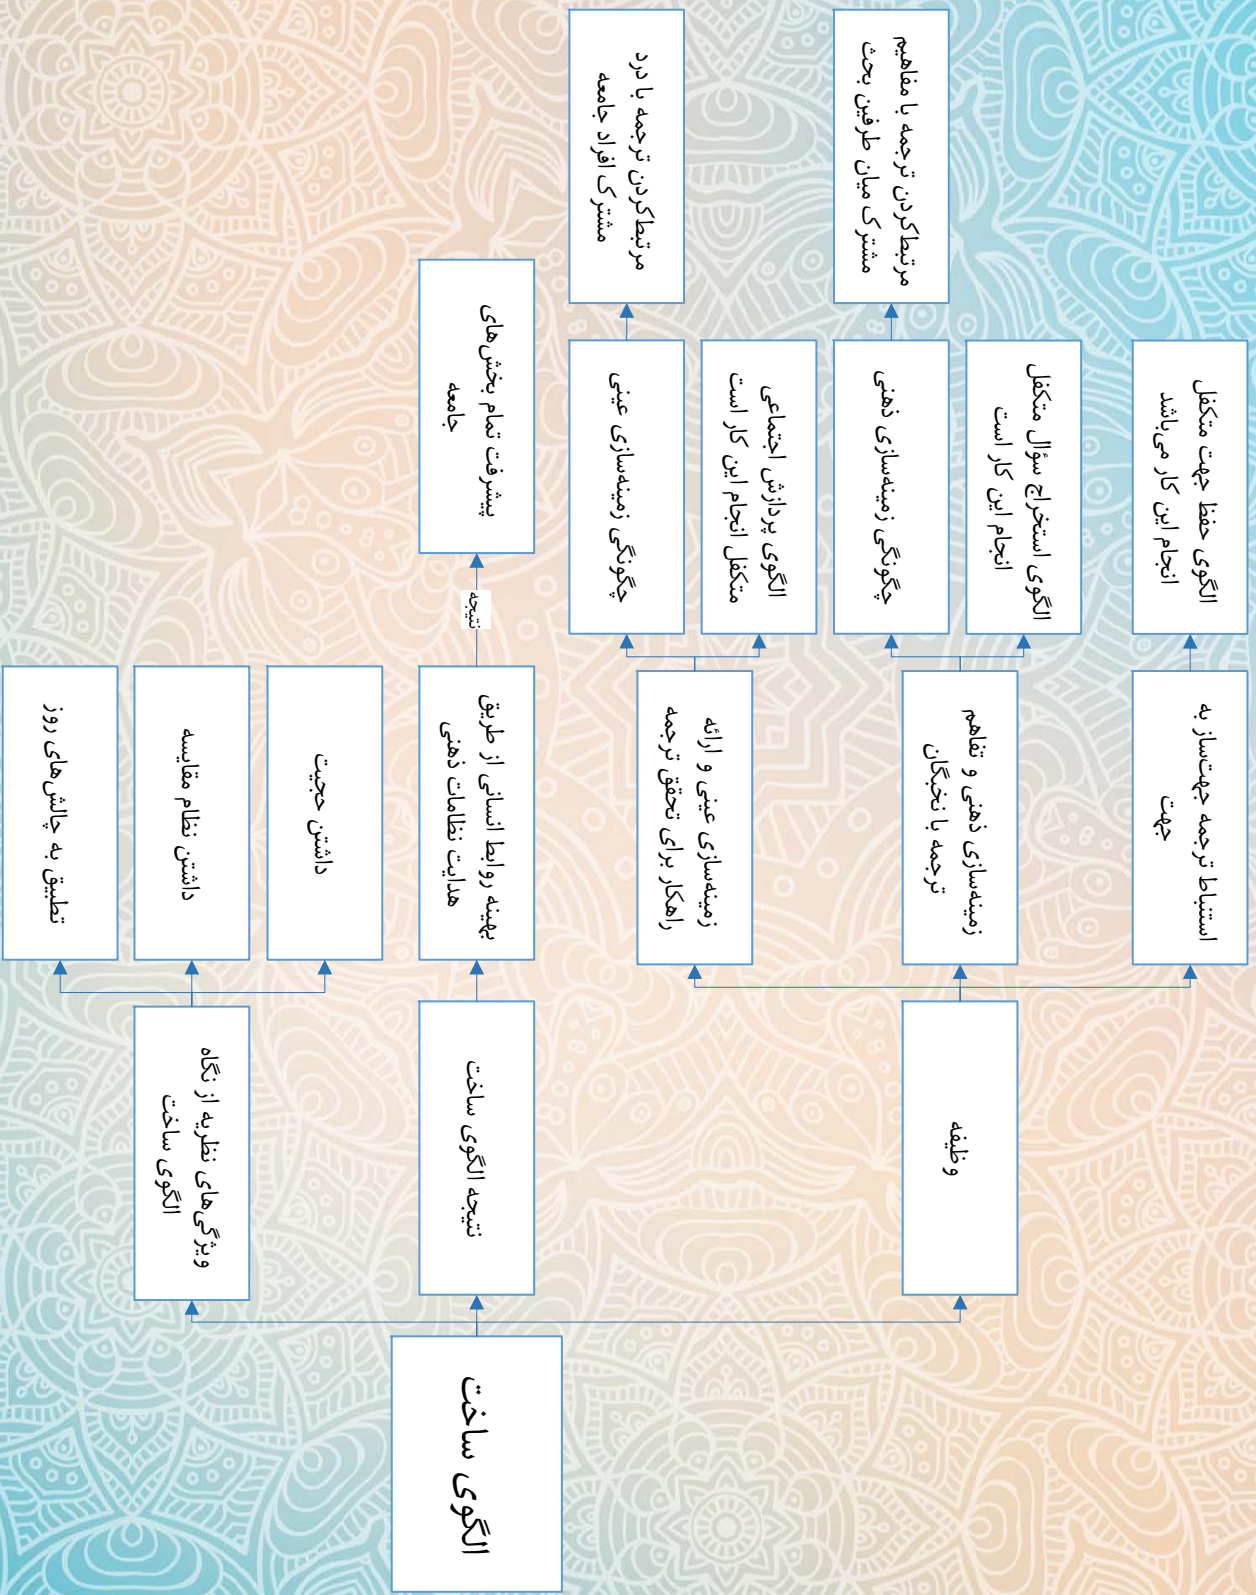 الگوی ساخت
وظیفه
استنباط ترجمه جهت‌ساز به
جهت
الگوی حفظ جهت متکفل
انجام این کار می‌باشد
زمینه‌سازی ذهنی و تفاهم
ترجمه با نخبگان
الگوی استخراج سؤال متکفل
انجام این کار است
چگونگی زمینه‌سازی ذهنی
مرتبط‌کردن ترجمه با مفاهیم
مشترک میان طرفین بحث
زمینه‌سازی عینی و ارائه
راهکار برای تحقق ترجمه
الگوی پردازش اجتماعی
متکفل انجام این کار است
چگونگی زمینه‌سازی عینی
مرتبط‌کردن ترجمه با درد
مشترک افراد جامعه
نتیجه الگوی ساخت
بهینه روابط انسانی از طریق
هدایت نظامات ذهنی
نتیجه
پیشرفت تمام بخش‌های
جامعه
ویژگی‌های نظریه از نگاه
الگوی ساخت
داشتن حجیت
داشتن نظام مقایسه
تطبیق به چالش‌های روز